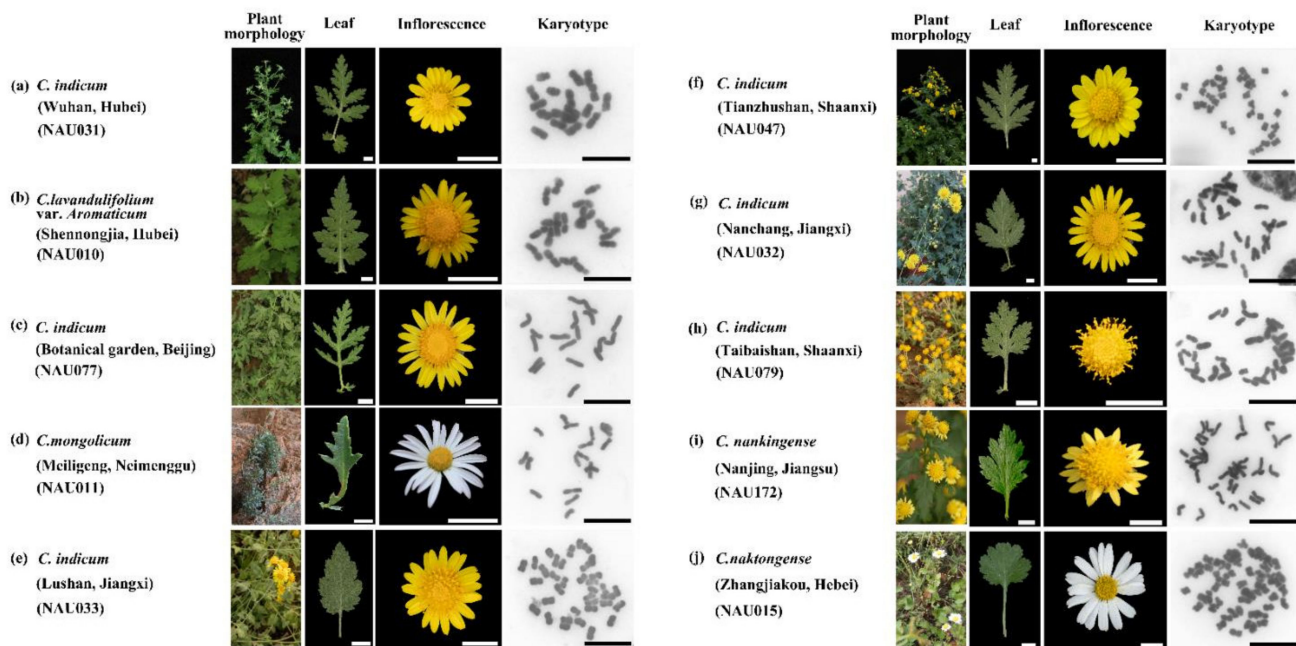 Plant
morphology
Leaf
Inflorescence
Karyotype
(a) C. indicum
(Wuhan, Hubei)
(NAU031)
(b) C.lavandulifolium
var. Aromaticum
(Shennongjia, Hubei)
(NAU010)
(c) C. indicum
(Botanical garden, Beijing)
(NAU077)
(d) C.mongolicum
(Meiligeng, Neimenggu)
(NAU011)
(e) C. indicum
(Lushan, Jiangxi)
(NAU033)
Plant
morphology
Leaf
Inflorescence
Karyotype
(f) C. indicum
(Tianzhushan, Shaanxi)
(NAU047)
(g) C. indicum
(Nanchang, Jiangxi)
(NAU032)
(h) C. indicum
(Taibaishan, Shaanxi)
(NAU079)
(i) C. nankingense
(Nanjing, Jiangsu)
(NAU172)
(j) C.naktongense
(Zhangjiakou, Hebei)
(NAU015)